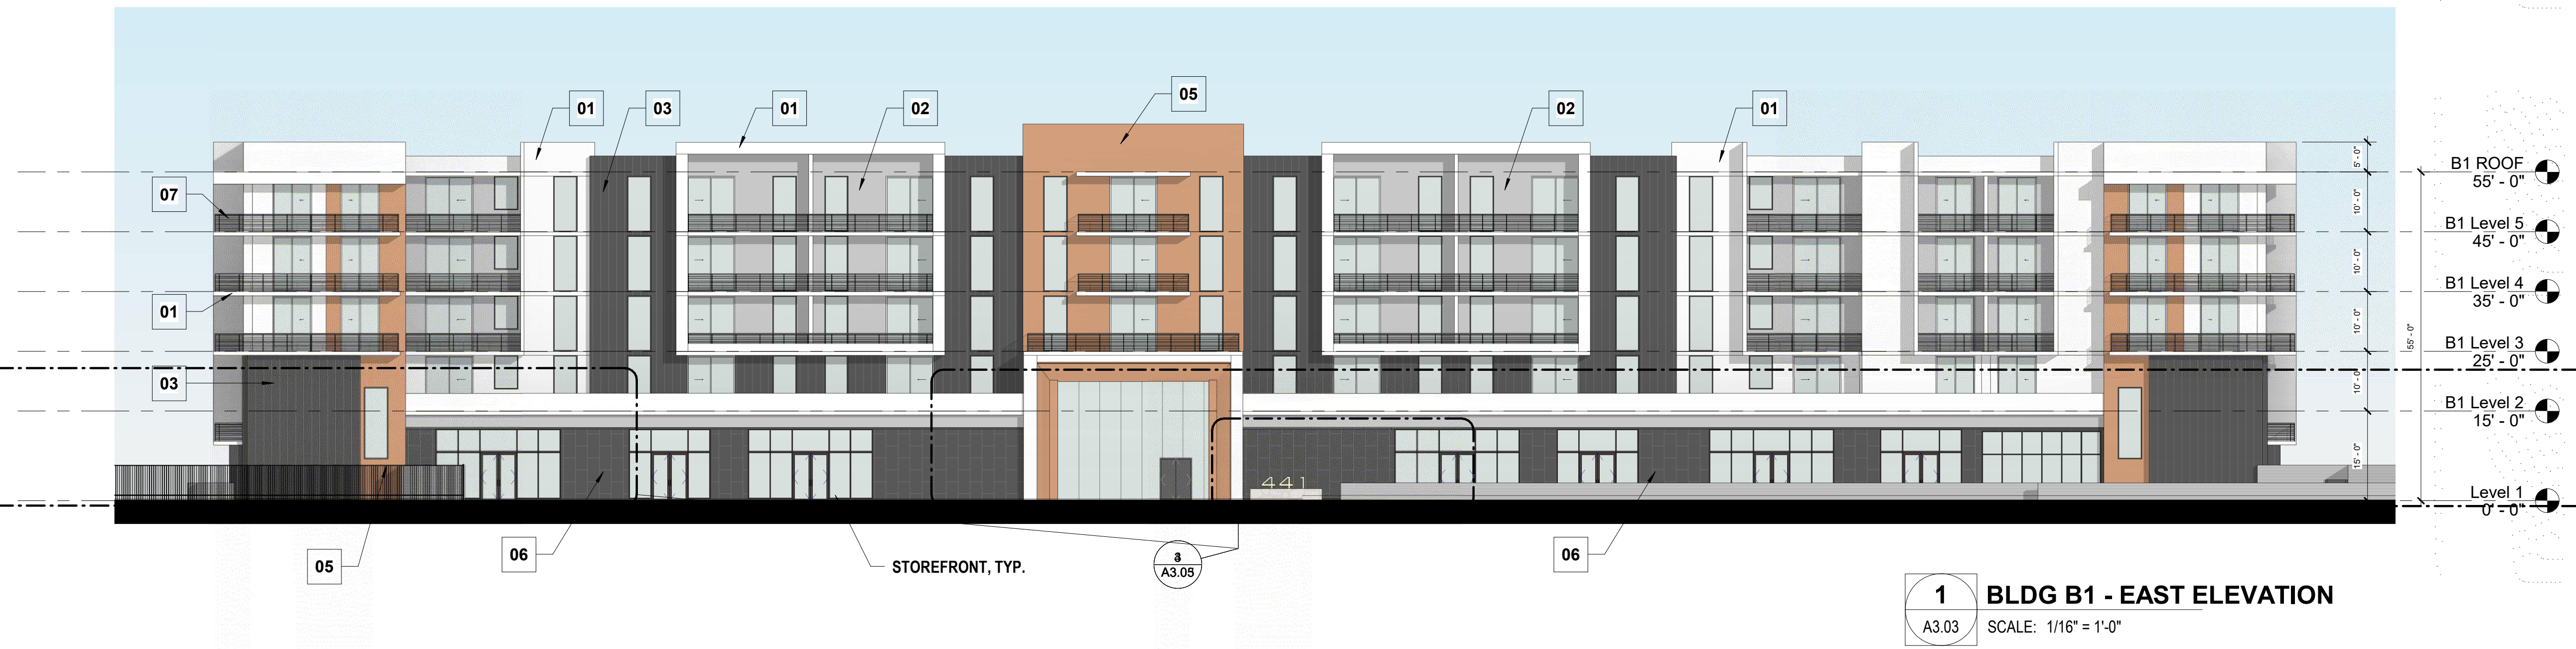 05
01
03
01
02
02
01
07
01
03
B1 ROOF
55' - 0"
B1 Level 5
45' - 0"
B1 Level 4
35' - 0"
B1 Level 3
25' - 0"
B1 Level 2
15' - 0"
Level 1
0' - 0"
5' - 0"
10' - 0"
10' - 0"
10' - 0"
10' - 0"
15' - 0"
55' - 0"
441
05
06
STOREFRONT, TYP.
A3.05
06
1
BLDG B1 - EAST ELEVATION
A3.03
SCALE: 1/16" = 1'-0"